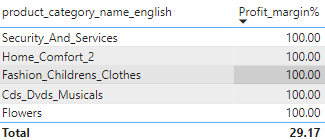 product_category_name_english Profit_margin%
Security_And_Services 100.00
Home_Comfort_2 100.00
Fashion_Childrens_Clothes 100.00
Cds_Dvds_Musicals 100.00
Flowers 100.00
Total 29.17